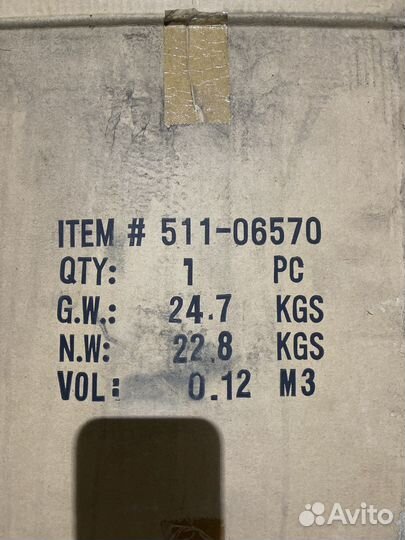 ITEM # 511-06570
QTY: 1 PC
G.W.: 24.7 KGS
N.W: 22.8 KGS
VOL: 0.12 M3
Avito